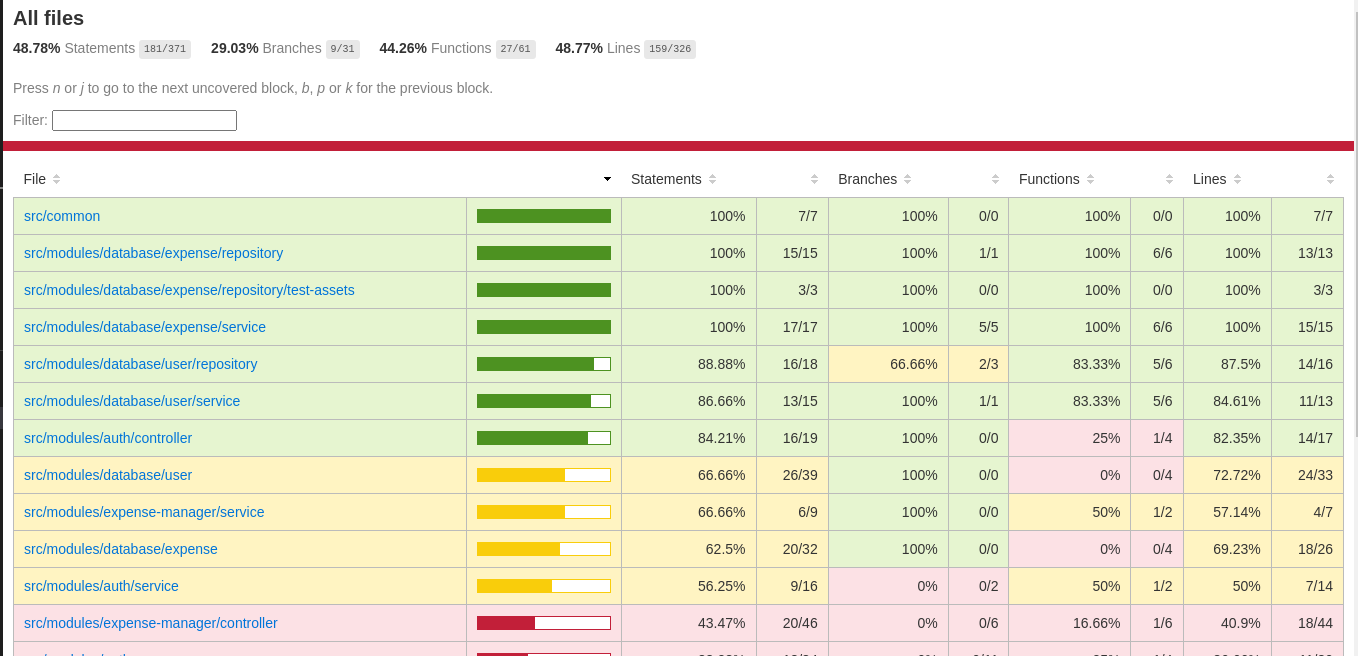 All files
48.78% Statements 181/371 29.03% Branches 9/31 44.26% Functions 27/61 48.77% Lines 159/326
Press n or j to go to the next uncovered block, b, p or k for the previous block.
Filter:
File Statements Branches Functions Lines
src/common 100% 7/7 100% 0/0 100% 0/0 100% 7/7
src/modules/database/expense/repository 100% 15/15 100% 1/1 100% 6/6 100% 13/13
src/modules/database/expense/repository/test-assets 100% 3/3 100% 0/0 100% 0/0 100% 3/3
src/modules/database/expense/service 100% 17/17 100% 5/5 100% 6/6 100% 15/15
src/modules/database/user/repository 88.88% 16/18 66.66% 2/3 83.33% 5/6 87.5% 14/16
src/modules/database/user/service 86.66% 13/15 100% 1/1 83.33% 5/6 84.61% 11/13
src/modules/auth/controller 84.21% 16/19 100% 0/0 25% 1/4 82.35% 14/17
src/modules/database/user 66.66% 26/39 100% 0/0 0% 0/4 72.72% 24/33
src/modules/expense-manager/service 66.66% 6/9 100% 0/0 50% 1/2 57.14% 4/7
src/modules/database/expense 62.5% 20/32 100% 0/0 0% 0/4 69.23% 18/26
src/modules/auth/service 56.25% 9/16 0% 0/2 50% 1/2 50% 7/14
src/modules/expense-manager/controller 43.47% 20/46 0% 0/6 16.66% 1/6 40.9% 18/44